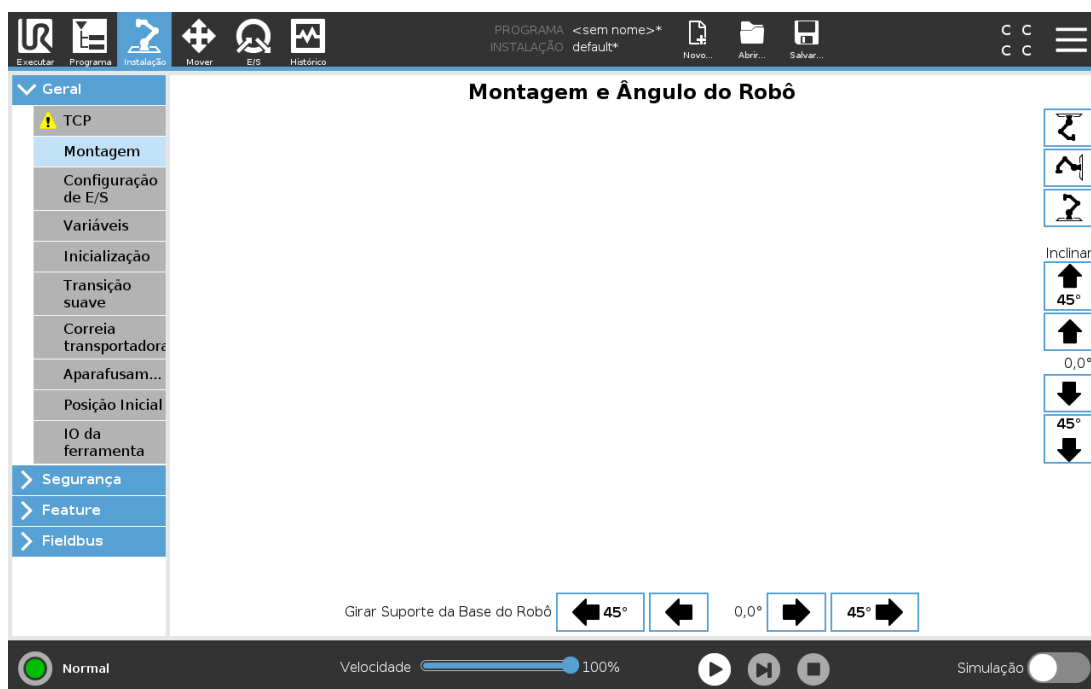 PROGRAMA <sem nome>*
INSTALAÇÃO default*
UR
Executar
Programa
Instalação
Mover
E/S
Histórico
Novo...
Abrir...
Salvar...
C C
C C
Geral
TCP
Montagem
Configuração
de E/S
Variáveis
Inicialização
Transição
suave
Correia
transportadora
Aparafusam...
Posição Inicial
IO da
ferramenta
Segurança
Feature
Fieldbus
Montagem e Ângulo do Robô
Inclinar
45°
0,0°
45°
Girar Suporte da Base do Robô 45° 0,0° 45°
Normal
Velocidade 100%
Simulação